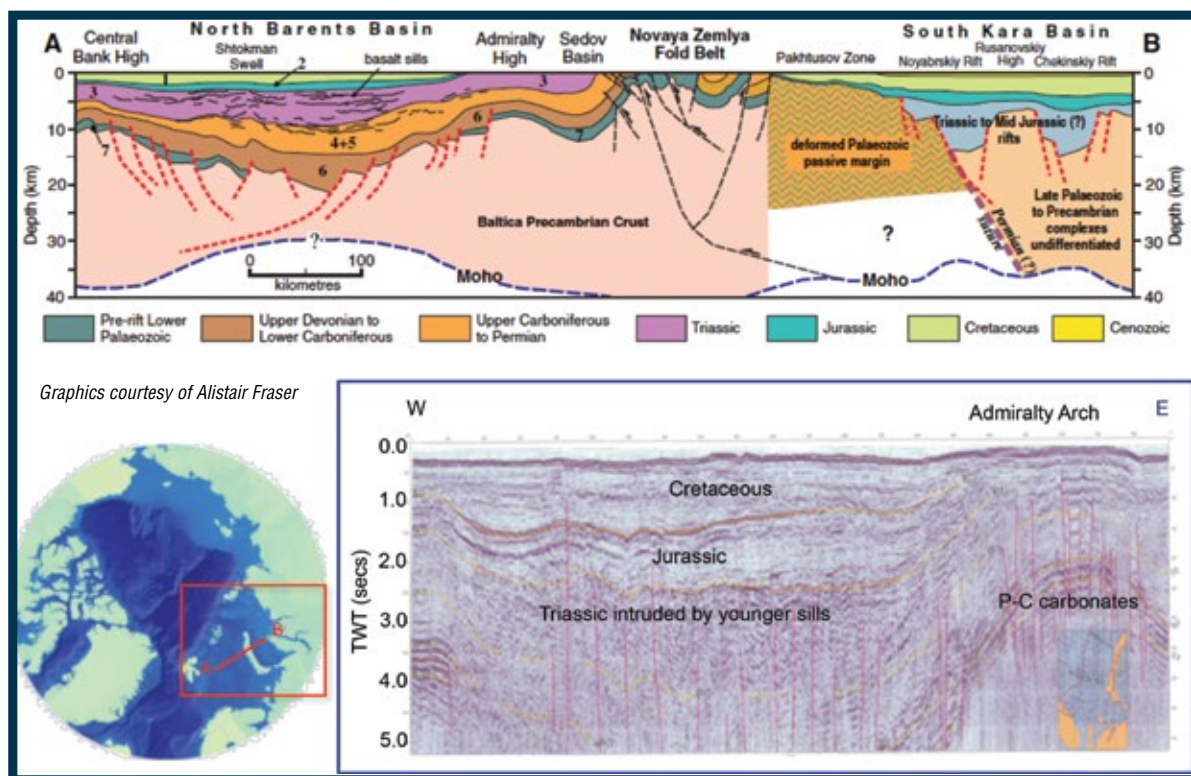 North Barents Basin
South Kara Basin
A
Central
Bank High
Shtokman
Swell
2
basalt sills
Admiralty
High
Sedov
Basin
Novaya Zemlya
Fold Belt
Pakhtusov Zone
Noyabrskiy Rift
Rusanovskiy
High
Chekinskiy Rift
B
0
10
20
30
40
Depth (km)
3
7
4+5
6
3
6
7
?
Baltica Precambrian Crust
deformed Palaeozoic
passive margin
Triassic to Mid Jurassic (?)
rifts
Late Palaeozoic
to Precambrian
complexes
undifferentiated
Permian (?)
suture
?
0
100
kilometres
Moho
Moho
0
10
20
30
40
Depth (km)
Pre-rift Lower
Palaeozoic
Upper Devonian to
Lower Carboniferous
Upper Carboniferous
to Permian
Triassic
Jurassic
Cretaceous
Cenozoic
Graphics courtesy of Alistair Fraser
A
B
W
Admiralty Arch
E
0.0
1.0
2.0
3.0
4.0
5.0
TWT (secs)
Cretaceous
Jurassic
Triassic intruded by younger sills
P-C carbonates